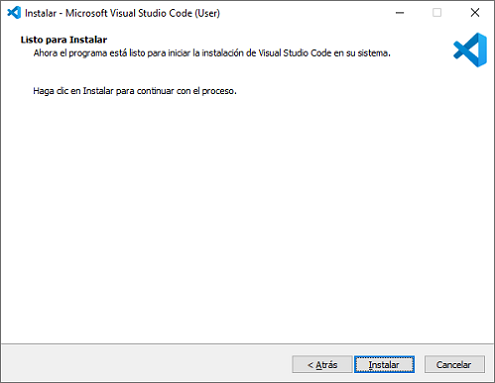 Instalar - Microsoft Visual Studio Code (User)
Listo para Instalar
Ahora el programa está listo para iniciar la instalación de Visual Studio Code en su sistema.
Haga clic en Instalar para continuar con el proceso.
< Atrás Instalar Cancelar